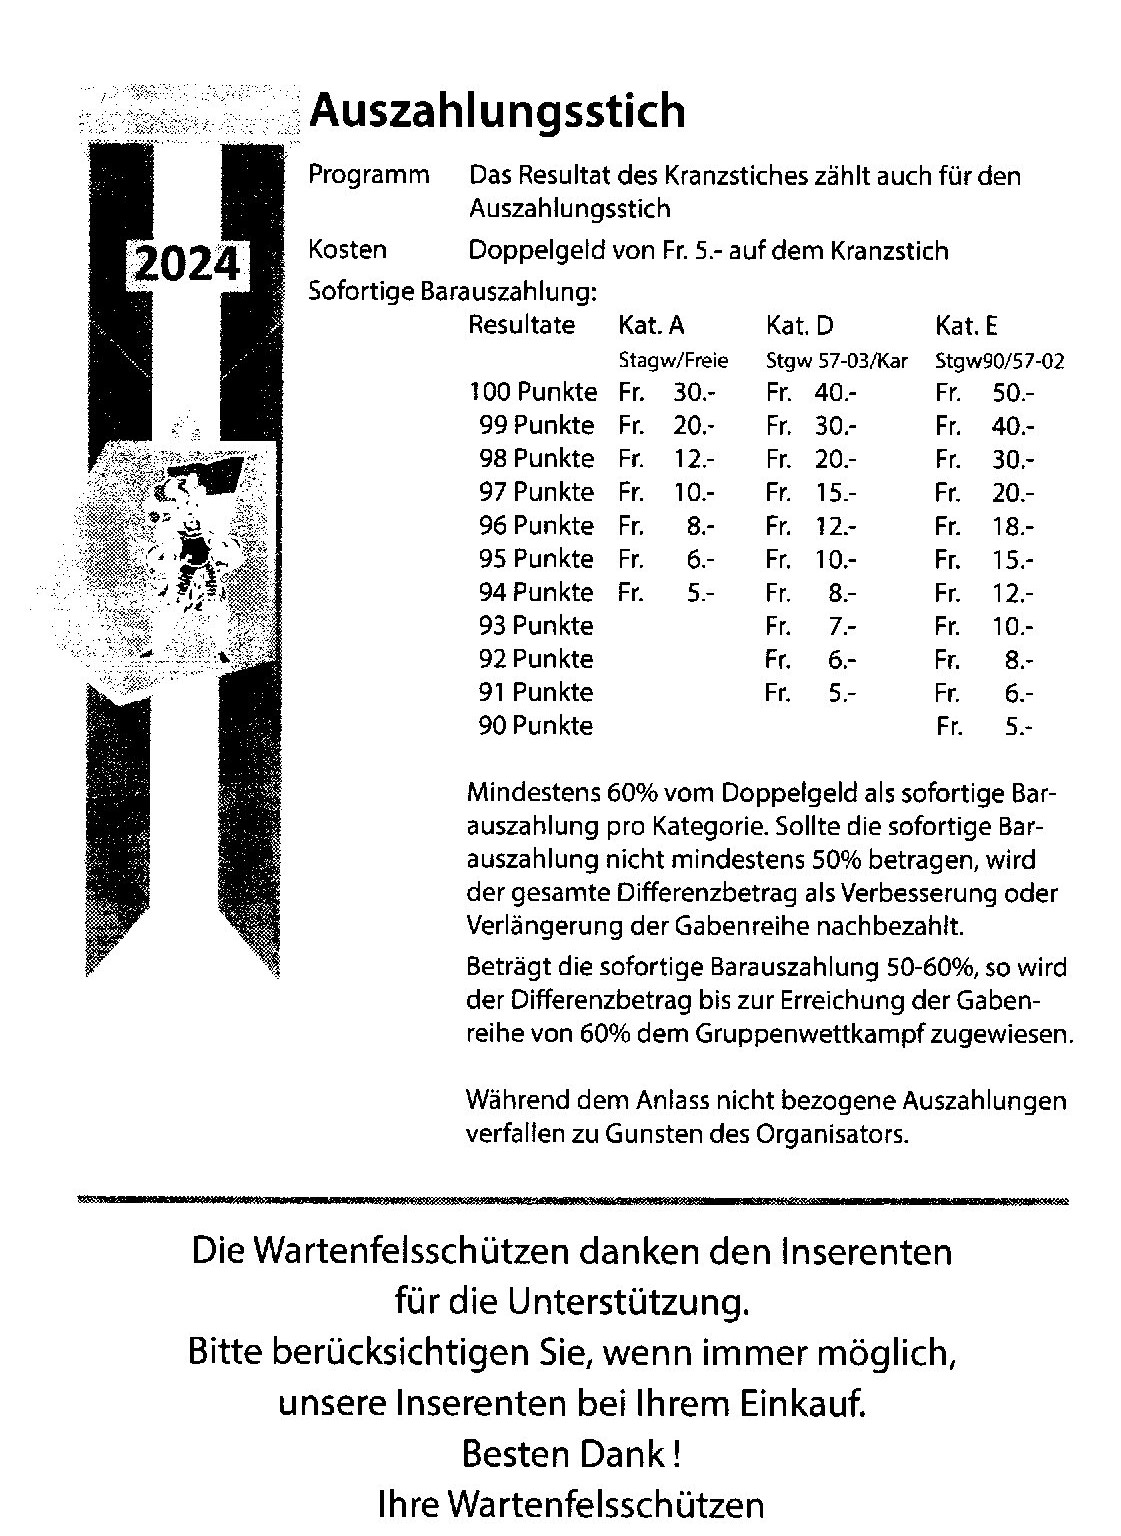 Auszahlungsstich
Programm Das Resultat des Kranzstiches zählt auch für den
Auszahlungsstich
2024
Kosten Doppelgeld von Fr. 5.- auf dem Kranzstich
Sofortige Barauszahlung:
Resultate Kat. A Kat. D Kat. E
Stagw/Freie Stgw 57-03/Kar Stgw90/57-02
100 Punkte Fr. 30.- Fr. 40.- Fr. 50.-
99 Punkte Fr. 20.- Fr. 30.- Fr. 40.-
98 Punkte Fr. 12.- Fr. 20.- Fr. 30.-
97 Punkte Fr. 10.- Fr. 15.- Fr. 20.-
96 Punkte Fr. 8.- Fr. 12.- Fr. 18.-
95 Punkte Fr. 6.- Fr. 10.- Fr. 15.-
94 Punkte Fr. 5.- Fr. 8.- Fr. 12.-
93 Punkte Fr. 7.- Fr. 10.-
92 Punkte Fr. 6.- Fr. 8.-
91 Punkte Fr. 5.- Fr. 6.-
90 Punkte Fr. 5.-
Mindestens 60% vom Doppelgeld als sofortige Bar-
auszahlung pro Kategorie. Sollte die sofortige Bar-
auszahlung nicht mindestens 50% betragen, wird
der gesamte Differenzbetrag als Verbesserung oder
Verlängerung der Gabenreihe nachbezahlt.
Beträgt die sofortige Barauszahlung 50-60%, so wird
der Differenzbetrag bis zur Erreichung der Gaben-
reihe von 60% dem Gruppenwettkampf zugewiesen.
Während dem Anlass nicht bezogene Auszahlungen
verfallen zu Gunsten des Organisators.
Die Wartenfelsschützen danken den Inserenten
für die Unterstützung.
Bitte berücksichtigen Sie, wenn immer möglich,
unsere Inserenten bei Ihrem Einkauf.
Besten Dank !
Ihre Wartenfelsschützen